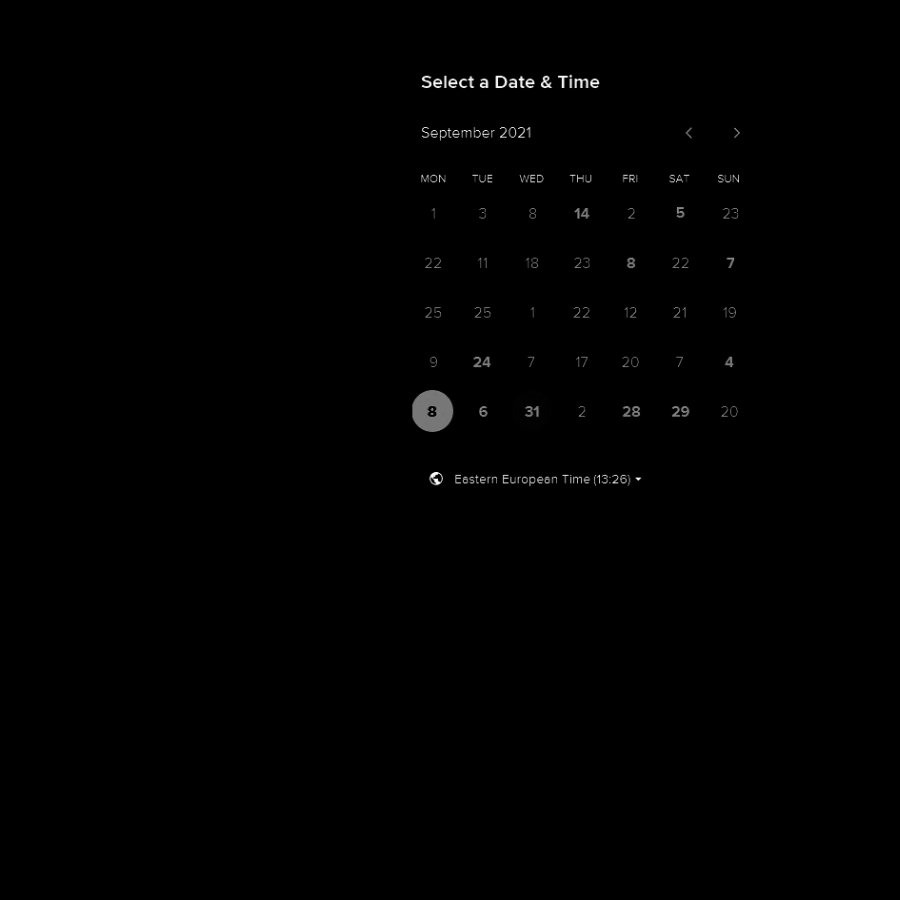 Select a Date & Time
September 2021
MON TUE WED THU FRI SAT SUN
1 3 8 14 2 5 23
22 11 18 23 8 22 7
25 25 1 22 12 21 19
9 24 7 17 20 7 4
8 6 31 2 28 29 20
Eastern European Time (13:26)